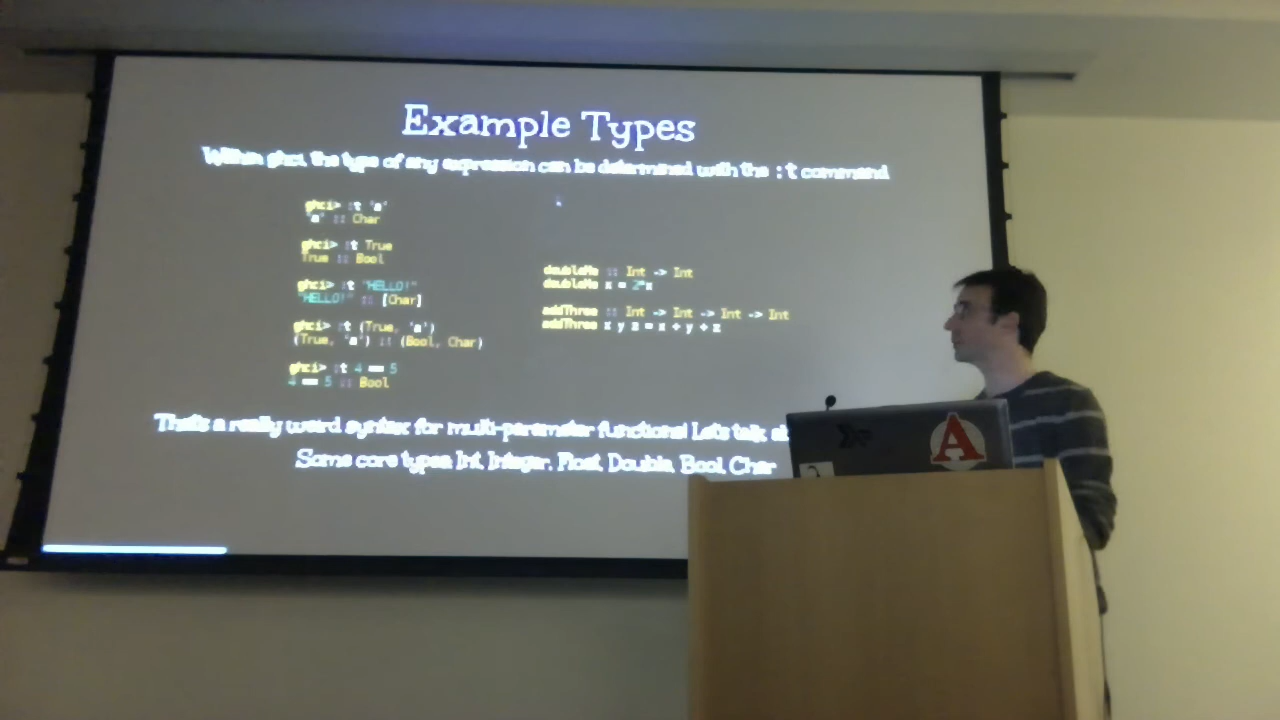 Example Types
Within ghci, the type of any expression can be determined with the :t command
ghci> :t 'a'
'a' :: Char
ghci> :t True
True :: Bool
ghci> :t "HELLO!"
"HELLO!" :: [Char]
ghci> :t (True, 'a')
(True, 'a') :: (Bool, Char)
ghci> :t 4 == 5
4 == 5 :: Bool
doubleMe :: Int -> Int
doubleMe x = 2*x
addThree :: Int -> Int -> Int -> Int
addThree x y z = x + y + z
That's a really weird syntax for multi-parameter functions! Let's talk
Some core types: Int, Integer, Float, Double, Bool, Char
A